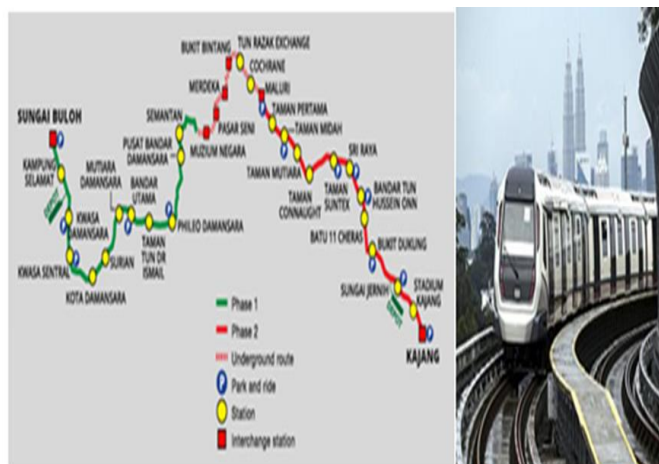 BUKIT BINTANG
TUN RAZAK EXCHANGE
COCHRANE
MERDEKA
MALURI
SUNGAI BULOH
SEMANTAN
TAMAN PERTAMA
PASAR SENI
TAMAN MIDAH
PUSAT BANDAR
DAMANSARA
MUZIUM NEGARA
SRI RAYA
KAMPUNG
SELAMAT
MUTIARA
DAMANSARA
BANDAR
UTAMA
TAMAN MUTIARA
TAMAN
CONNAUGHT
TAMAN
SUNTEX
BANDAR TUN
HUSSEIN ONN
DEPOT
KWASA
DAMANSARA
PHILEO DAMANSARA
BATU 11 CHERAS
BUKIT DUKUNG
KWASA SENTRAL
SURIAN
TAMAN
TUN DR
ISMAIL
KOTA DAMANSARA
SUNGAI JERNIH
STADIUM
KAJANG
DEPOT
KAJANG
Phase 1
Phase 2
Underground route
P Park and ride
Station
Interchange station